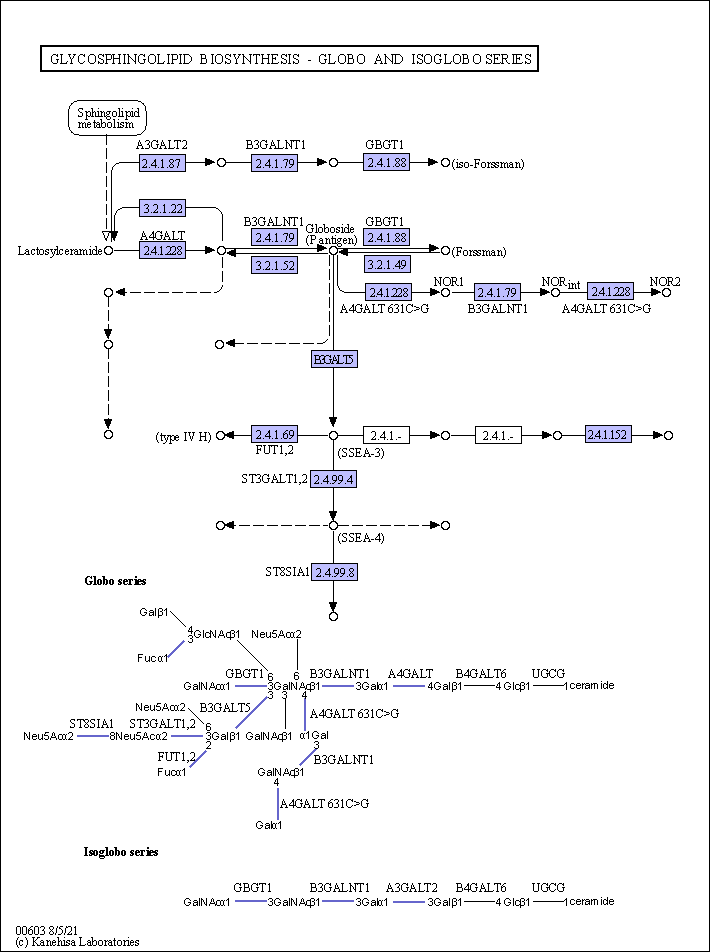 GLYCOSPHINGOLIPID BIOSYNTHESIS - GLOBO AND ISOGLOBO SERIES
Sphingolipid
metabolism
A3GALT2 B3GALNT1 GBGT1
2.4.1.87 2.4.1.79 2.4.1.88 (iso-Forssman)
3.2.1.22
B3GALNT1 Globoside GBGT1
A4GALT 2.4.1.79 (P antigen) 2.4.1.88
Lactosylceramide 2.4.1.228 (Forssman)
3.2.1.52 3.2.1.49
NOR1 NORint NOR2
2.4.1.228 2.4.1.79 2.4.1.228
A4GALT 631C>G B3GALNT1 A4GALT 631C>G
B3GALT5
(type IV H) 2.4.1.69 2.4.1.- 2.4.1.- 2.4.1.152
FUT1,2 (SSEA-3)
ST3GALT1,2 2.4.99.4
(SSEA-4)
ST8SIA1 2.4.99.8
Globo series
Galβ1
4
3GlcNAcβ1 Neu5Acα2
Fucα1
GBGT1 6 6 B3GALNT1 A4GALT B4GALT6 UGCG
GalNAcα1 3GalNAcβ1 3Galα1 4Galβ1 4Glcβ1 1ceramide
3 3 4
Neu5Acα2 B3GALT5 A4GALT 631C>G
ST8SIA1 ST3GALT1,2 6
Neu5Acα2 8Neu5Acα2 3Galβ1 GalNAcβ1 α1Gal
2 3
FUT1,2 B3GALNT1
Fucα1 GalNAcβ1
4
A4GALT 631C>G
Galα1
Isoglobo series
GBGT1 B3GALNT1 A3GALT2 B4GALT6 UGCG
GalNAcα1 3GalNAcβ1 3Galα1 3Galβ1 4Glcβ1 1ceramide
00603 8/5/21
(c) Kanehisa Laboratories